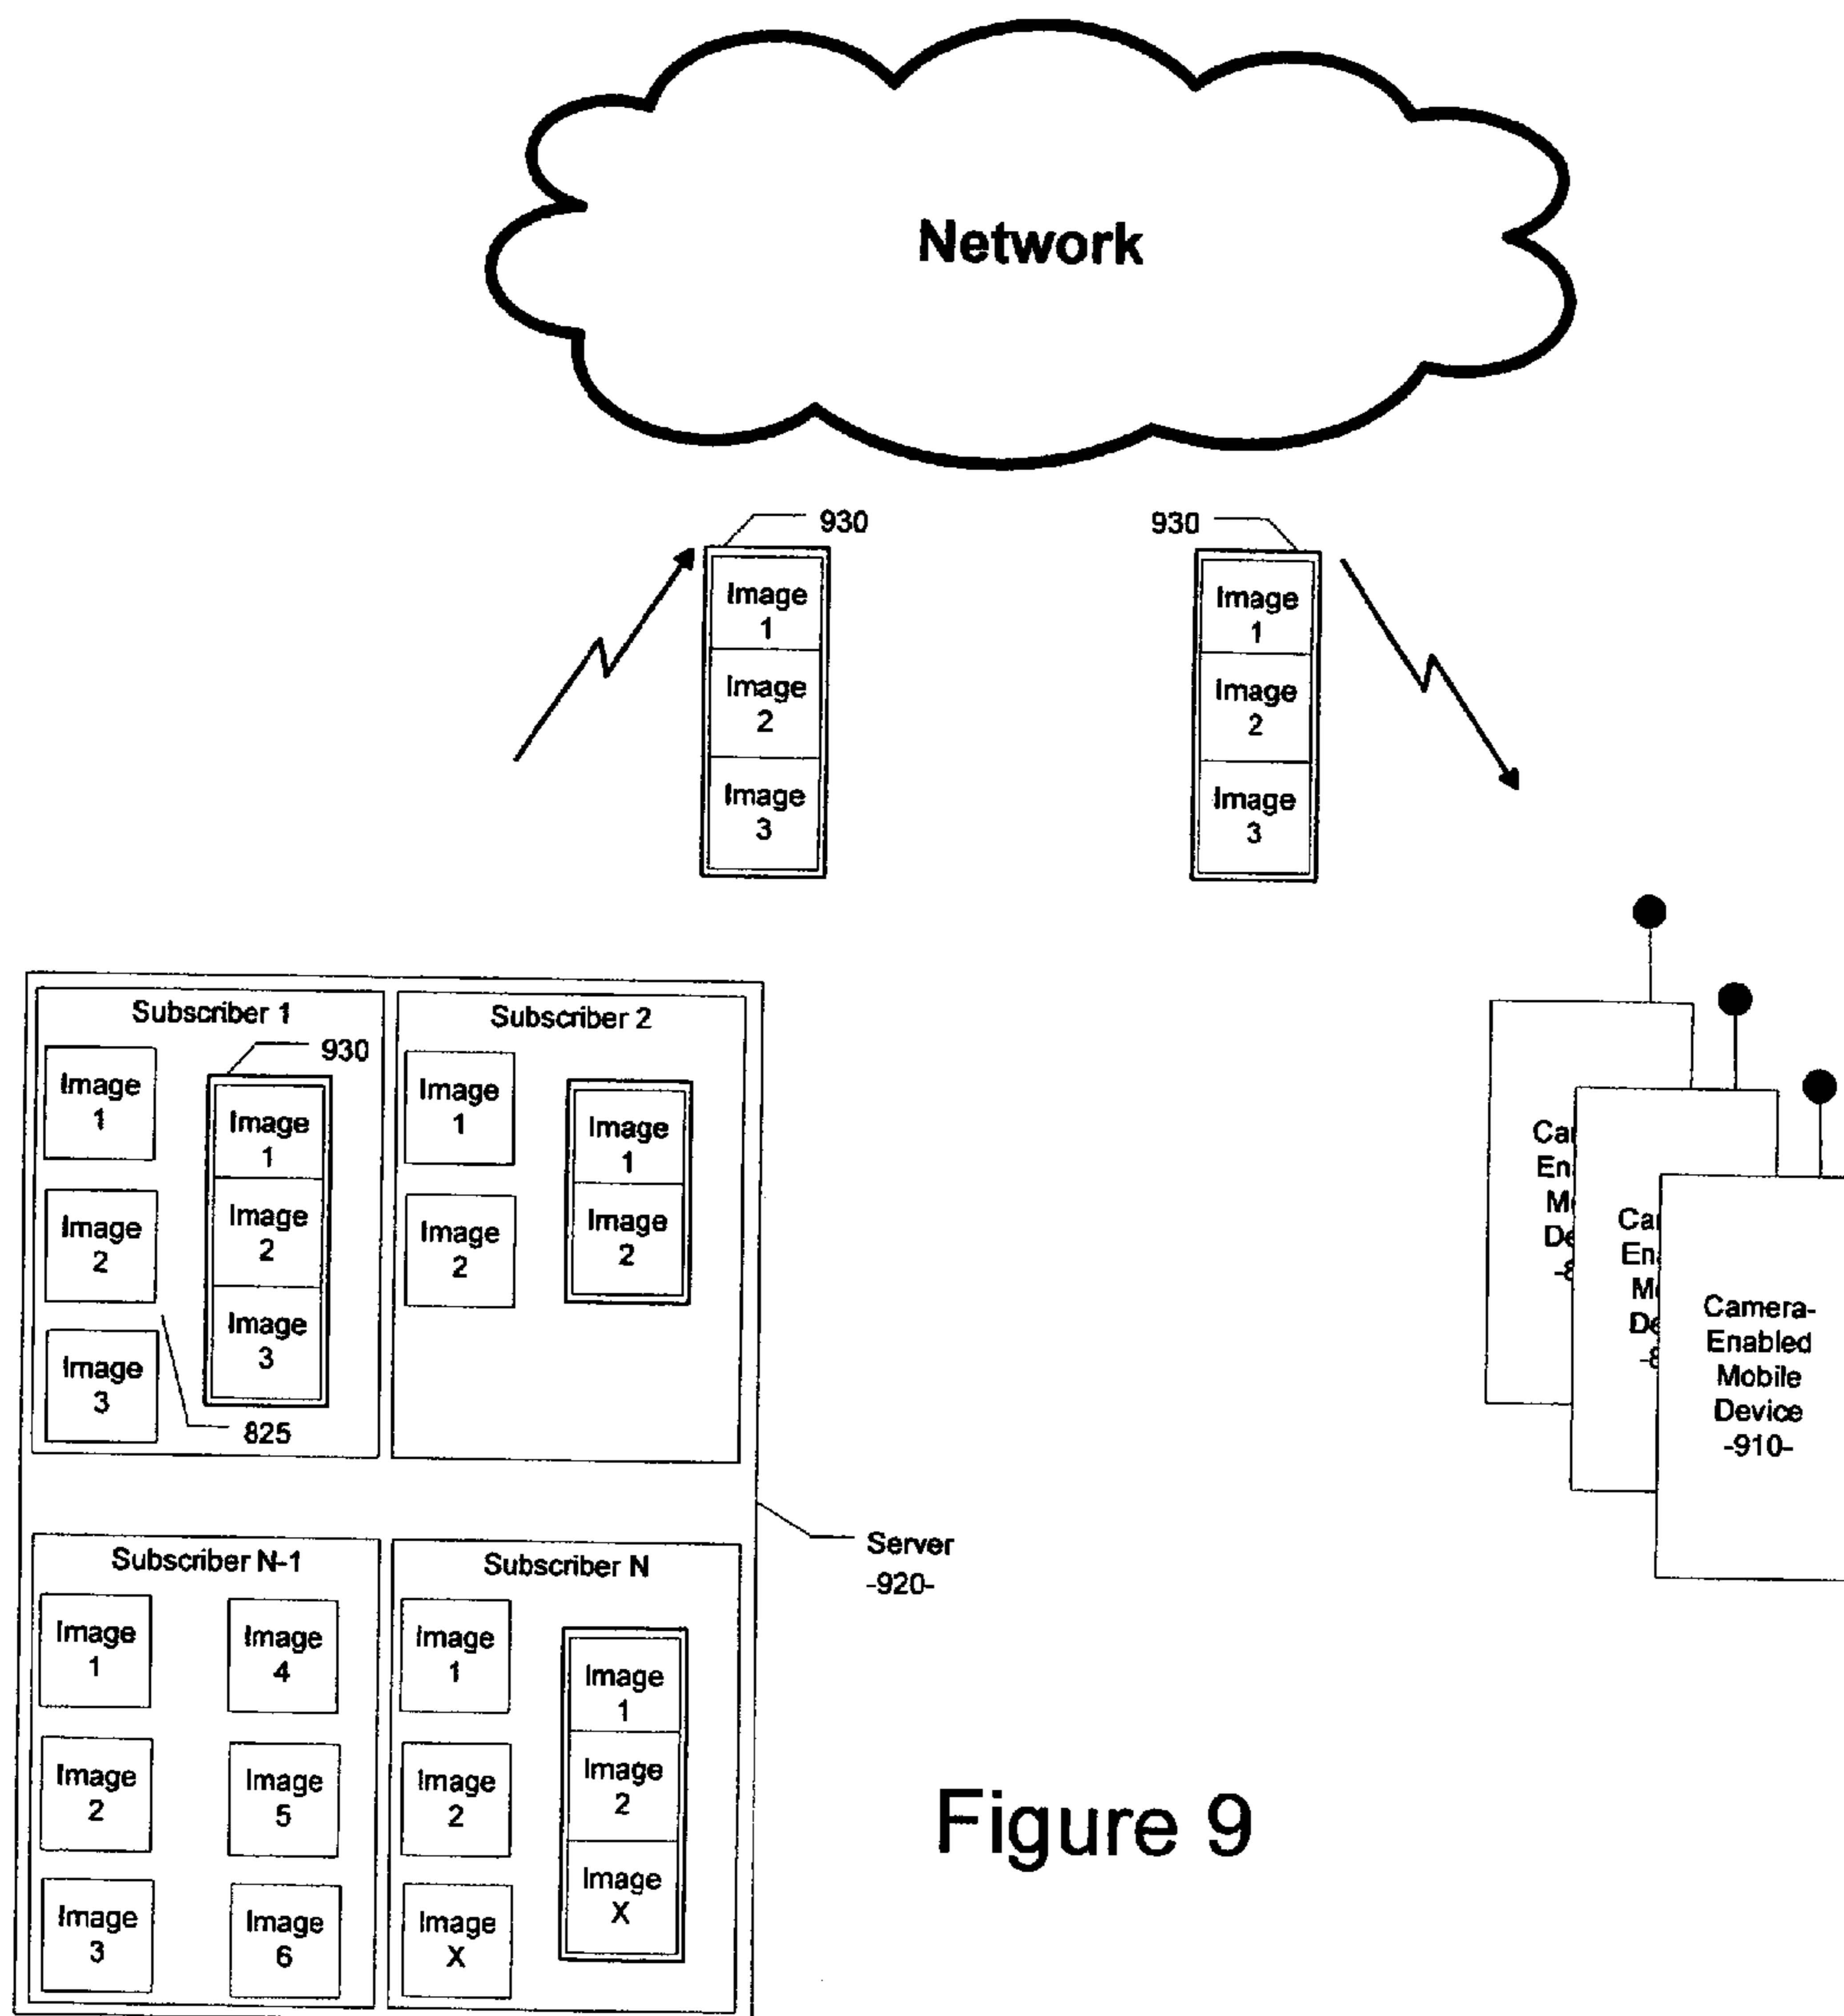 Network
930
Image
1
Image
2
Image
3
930
Image
1
Image
2
Image
3
Subscriber 1
Image
1
Image
2
Image
3
930
Image
1
Image
2
Image
3
825
Subscriber 2
Image
1
Image
2
Image
1
Image
2
Subscriber N-1
Image
1
Image
2
Image
3
Image
4
Image
5
Image
6
Subscriber N
Image
1
Image
2
Image
X
Image
1
Image
2
Image
X
Server
-920-
Camera-
Enabled
Mobile
Device
-910-
Figure 9